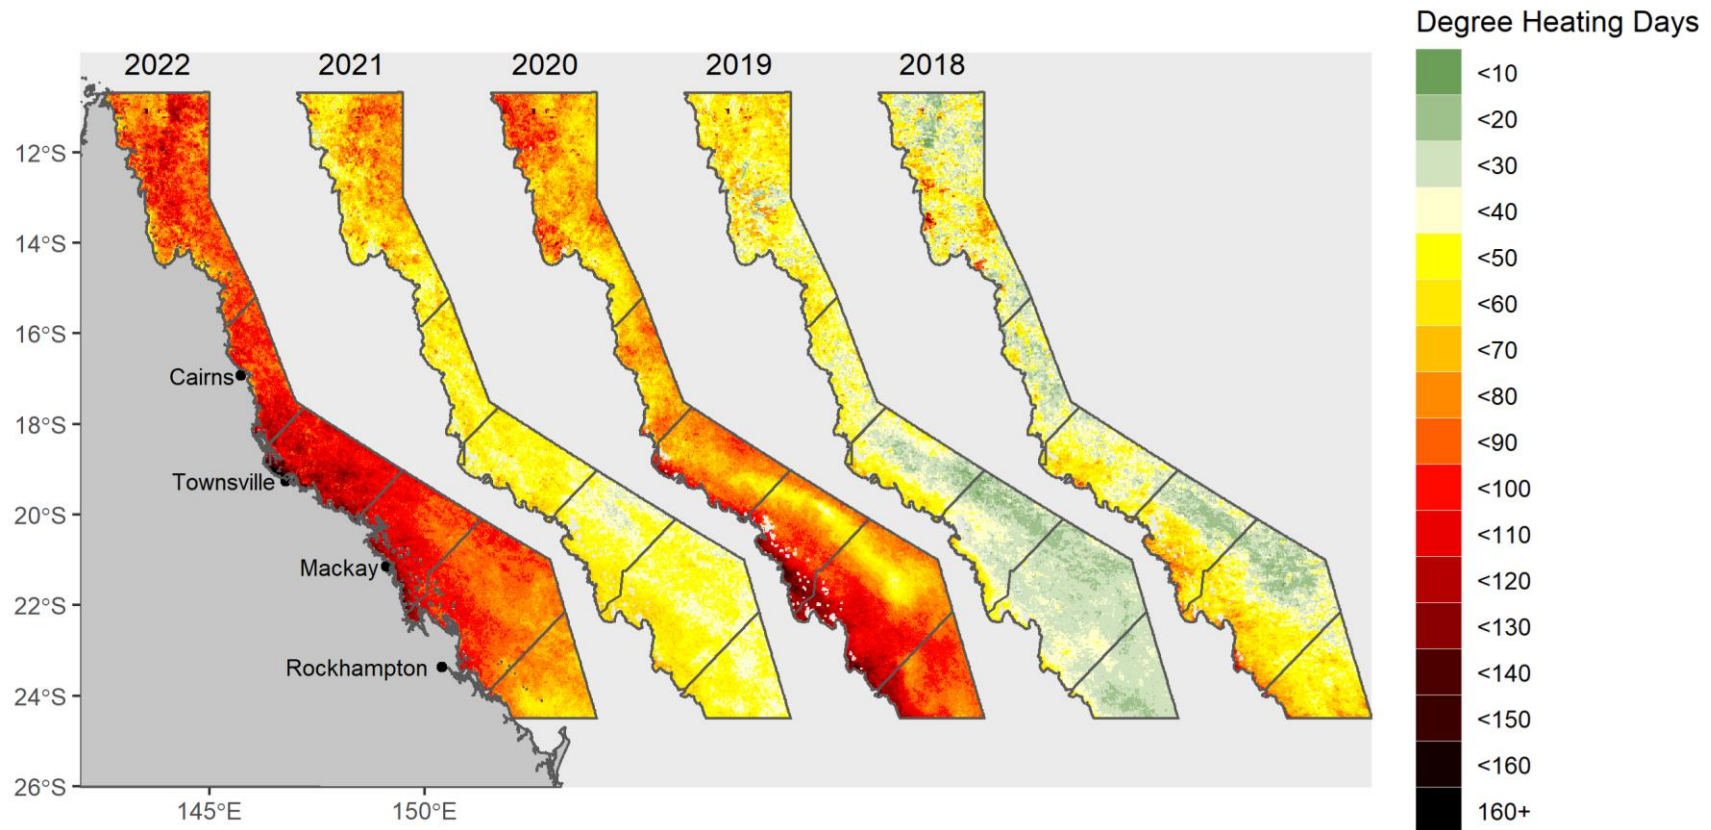 Degree Heating Days
2022 2021 2020 2019 2018
<10
<20
<30
<40
<50
<60
<70
<80
<90
<100
<110
<120
<130
<140
<150
<160
160+
12°S
14°S
16°S
18°S
20°S
22°S
24°S
26°S
Cairns
Townsville
Mackay
Rockhampton
145°E 150°E